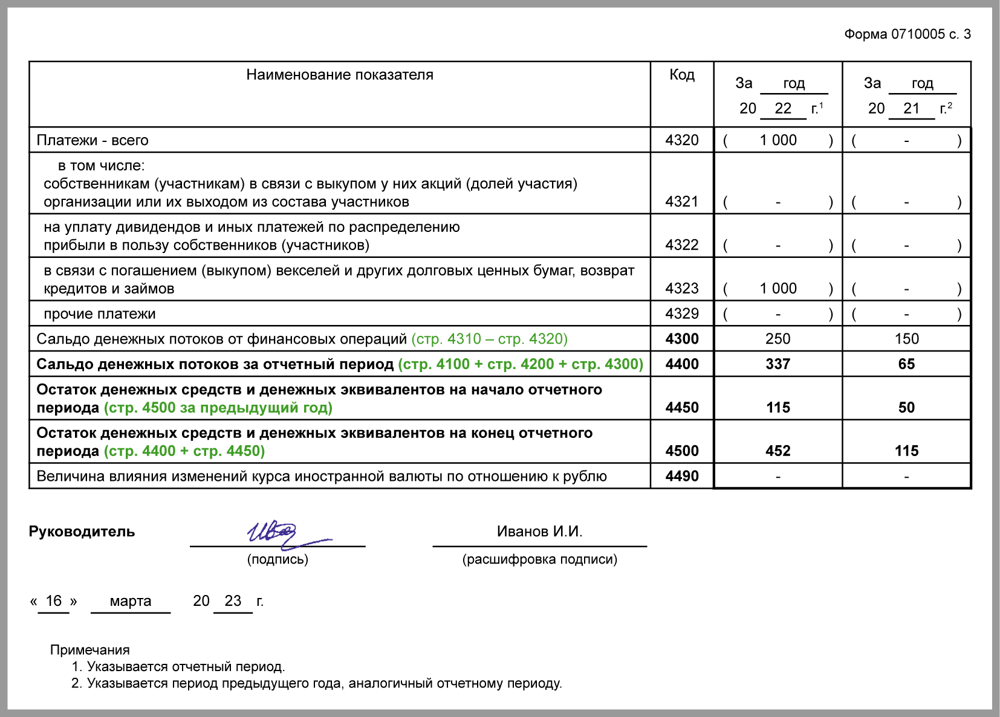 Форма 0710005 с. 3
Наименование показателя Код За год За год
20 22 г.¹ 20 21 г.²
Платежи - всего 4320 ( 1 000 ) ( - )
в том числе:
собственникам (участникам) в связи с выкупом у них акций (долей участия)
организации или их выходом из состава участников 4321 ( - ) ( - )
на уплату дивидендов и иных платежей по распределению
прибыли в пользу собственников (участников) 4322 ( - ) ( - )
в связи с погашением (выкупом) векселей и других долговых ценных бумаг, возврат
кредитов и займов 4323 ( 1 000 ) ( - )
прочие платежи 4329 ( - ) ( - )
Сальдо денежных потоков от финансовых операций (стр. 4310 – стр. 4320) 4300 250 150
Сальдо денежных потоков за отчетный период (стр. 4100 + стр. 4200 + стр. 4300) 4400 337 65
Остаток денежных средств и денежных эквивалентов на начало отчетного
периода (стр. 4500 за предыдущий год) 4450 115 50
Остаток денежных средств и денежных эквивалентов на конец отчетного
периода (стр. 4400 + стр. 4450) 4500 452 115
Величина влияния изменений курса иностранной валюты по отношению к рублю 4490 - -
Руководитель Иванов И.И.
(подпись) (расшифровка подписи)
« 16 » марта 20 23 г.
Примечания
1. Указывается отчетный период.
2. Указывается период предыдущего года, аналогичный отчетному периоду.